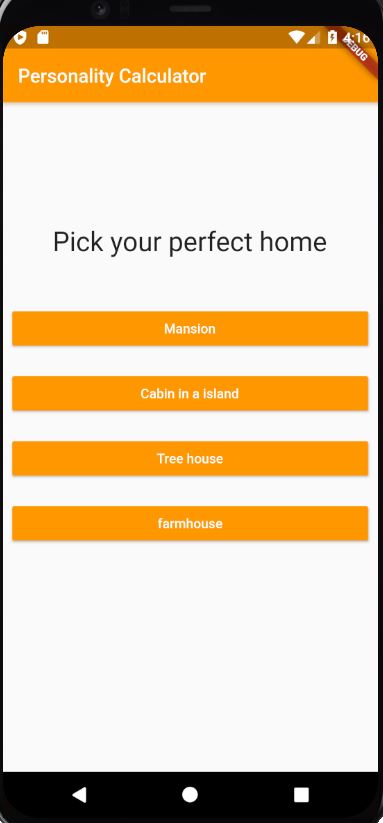 4:16
DEBUG
Personality Calculator
Pick your perfect home
Mansion
Cabin in a island
Tree house
farmhouse